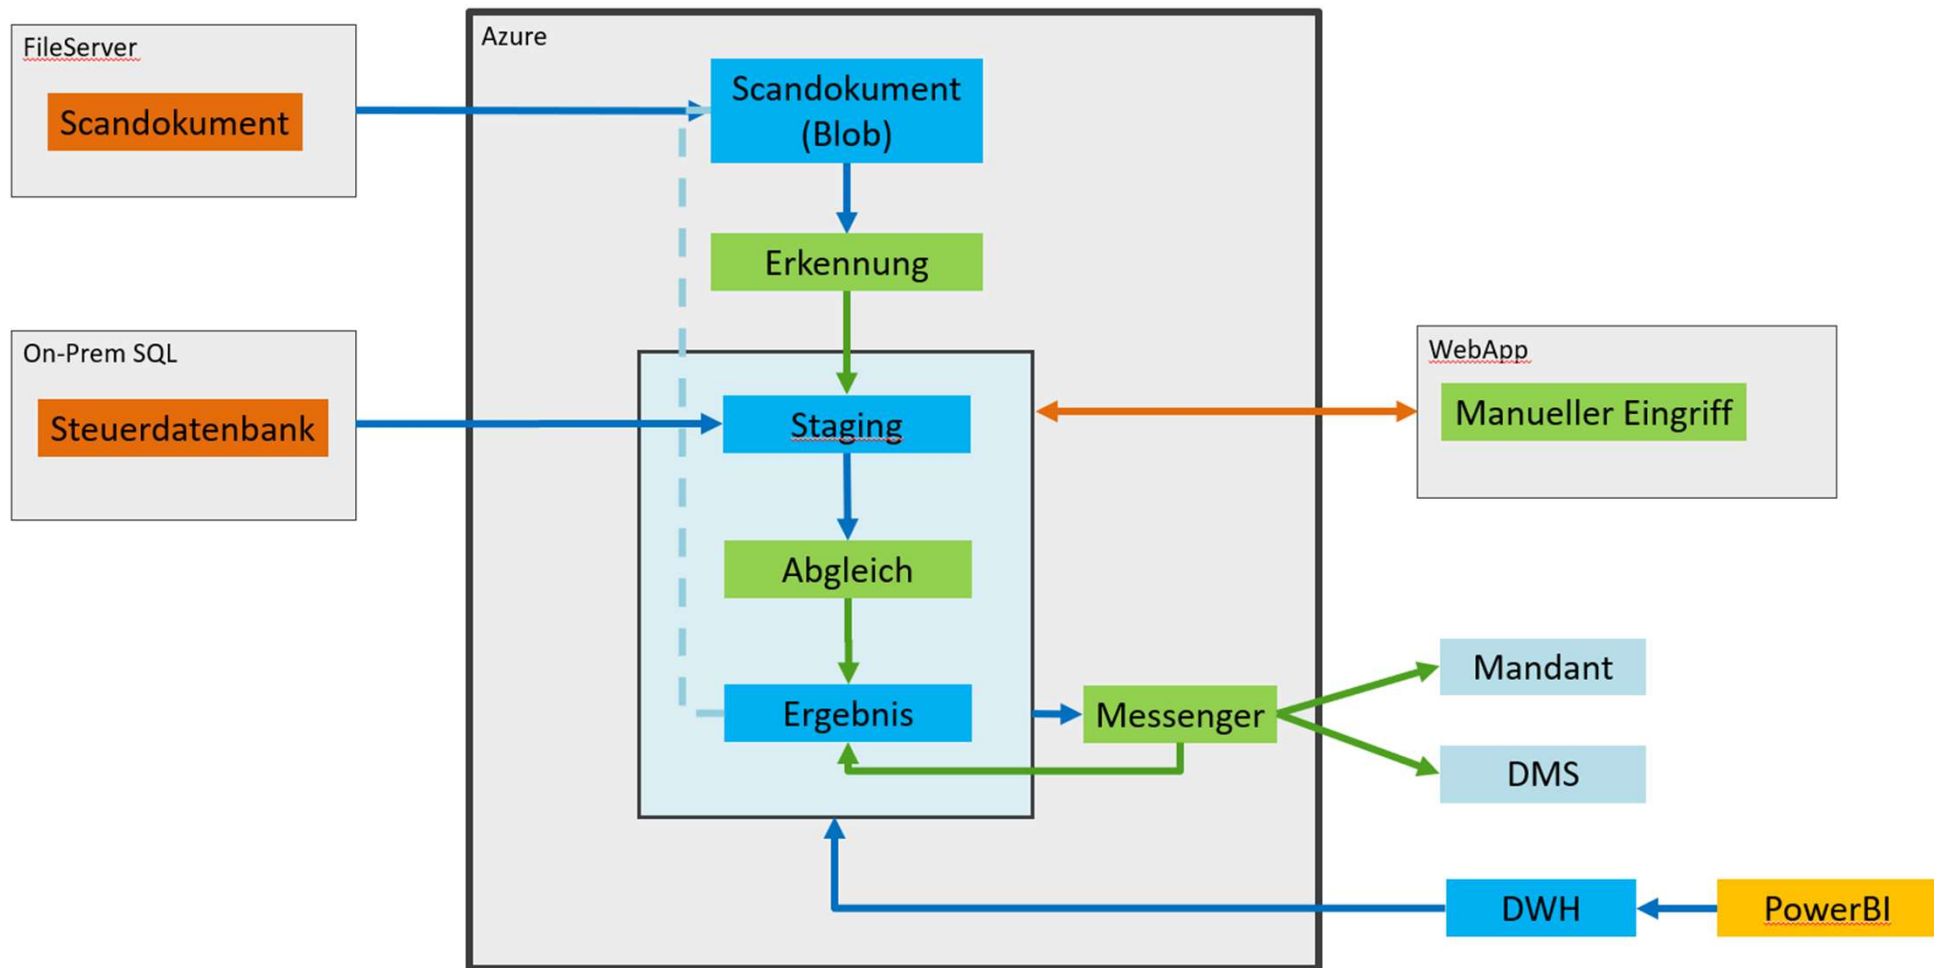 FileServer
Scandokument
Azure
Scandokument
(Blob)
Erkennung
On-Prem SQL
Steuerdatenbank
Staging
WebApp
Manueller Eingriff
Abgleich
Ergebnis
Messenger
Mandant
DMS
DWH
PowerBI